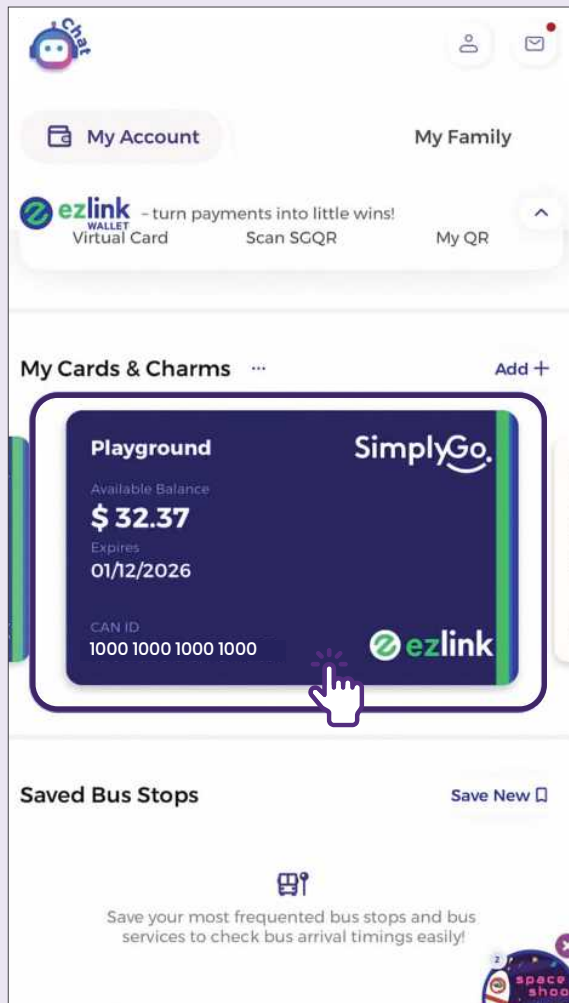 Chat
My Account
My Family
ezlink
WALLET
– turn payments into little wins!
Virtual Card
Scan SGQR
My QR
My Cards & Charms ...
Add +
Playground
SimplyGo.
Available Balance
$ 32.37
Expires
01/12/2026
CAN ID
1000 1000 1000 1000
ezlink
Saved Bus Stops
Save New
Save your most frequented bus stops and bus
services to check bus arrival timings easily!
2
space
shoo